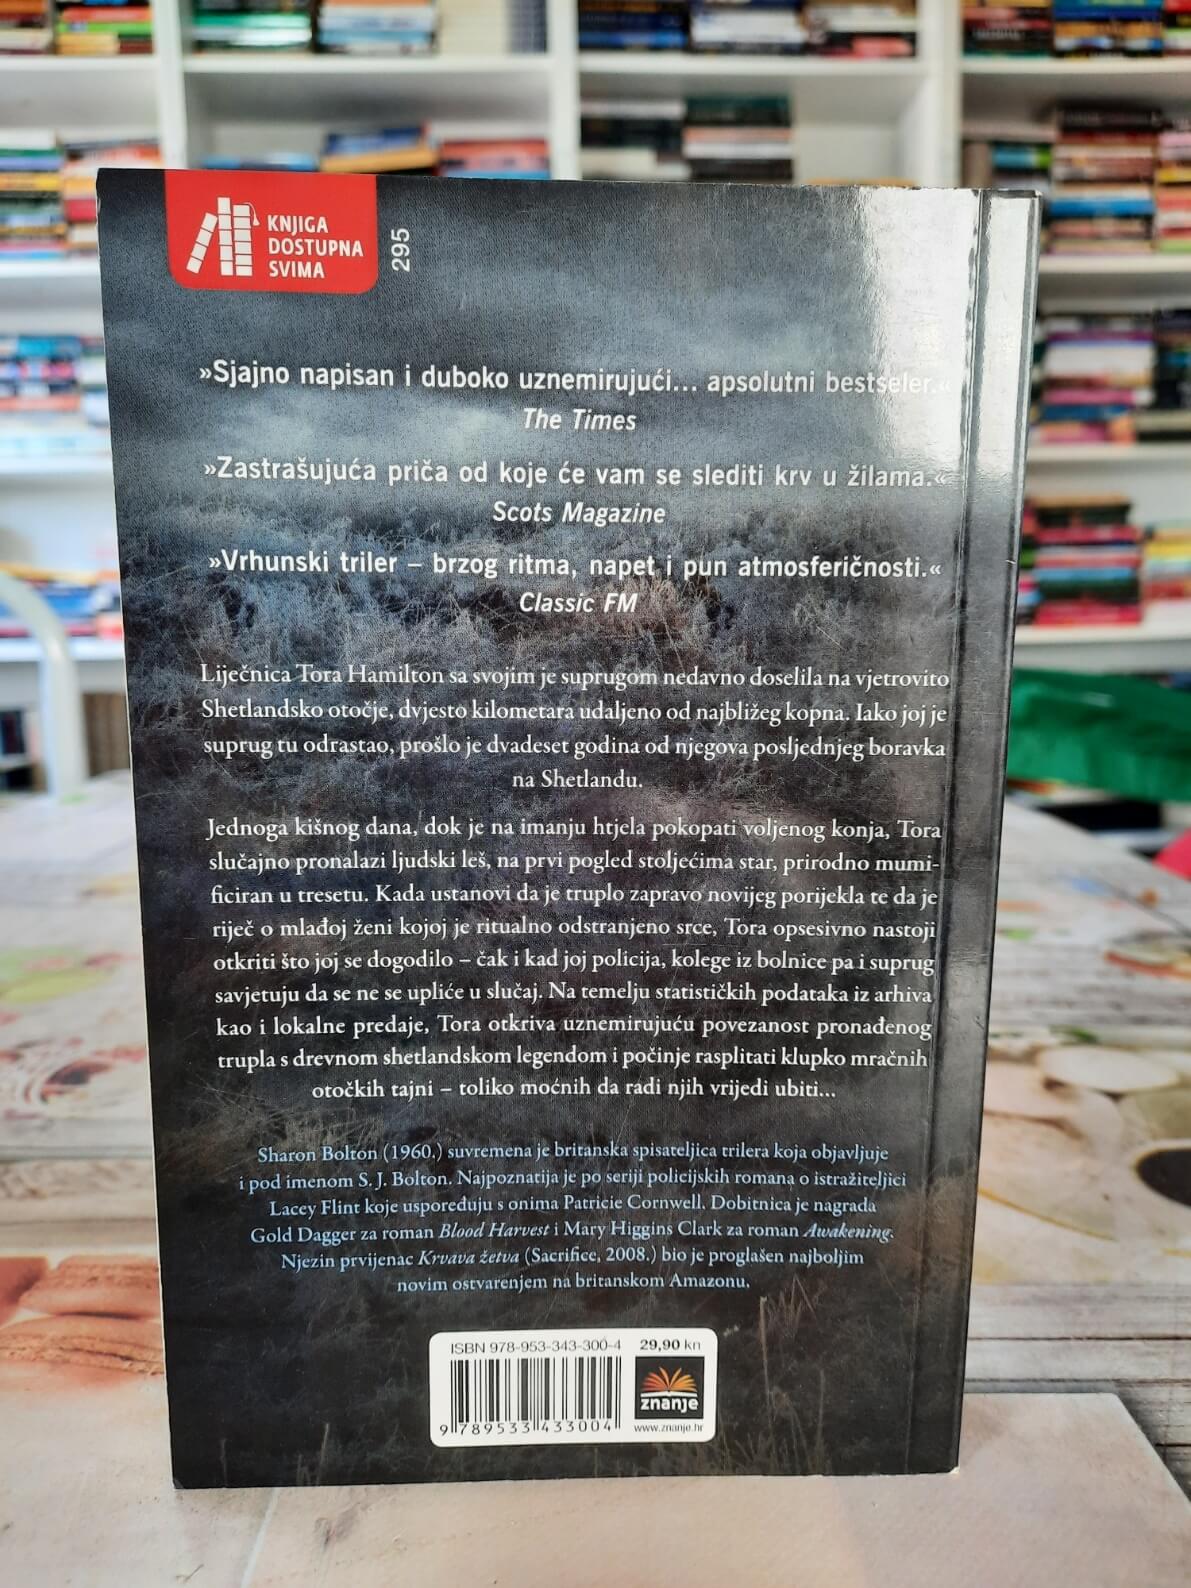 KNJIGA
DOSTUPNA
SVIMA
295
»Sjajno napisan i duboko uznemirujući... apsolutni bestseler.«
The Times
»Zastrašujuća priča od koje će vam se slediti krv u žilama.«
Scots Magazine
»Vrhunski triler – brzog ritma, napet i pun atmosferičnosti.«
Classic FM
Liječnica Tora Hamilton sa svojim je suprugom nedavno doselila na vjetrovito
Shetlandsko otočje, dvjesto kilometara udaljeno od najbližeg kopna. Iako joj je
suprug tu odrastao, prošlo je dvadeset godina od njegova posljednjeg boravka
na Shetlandu.
Jednoga kišnog dana, dok je na imanju htjela pokopati voljenog konja, Tora
slučajno pronalazi ljudski leš, na prvi pogled stoljećima star, prirodno mumi-
ficiran u tresetu. Kada ustanovi da je truplo zapravo novijeg porijekla te da je
riječ o mlađoj ženi kojoj je ritualno odstranjeno srce, Tora opsesivno nastoji
otkriti što joj se dogodilo – čak i kad joj policija, kolege iz bolnice pa i suprug
savjetuju da se ne se upliće u slučaj. Na temelju statističkih podataka iz arhiva
kao i lokalne predaje, Tora otkriva uznemirujuću povezanost pronađenog
trupla s drevnom shetlandskom legendom i počinje rasplitati klupko mračnih
otočkih tajni – toliko moćnih da radi njih vrijedi ubiti...
Sharon Bolton (1960.) suvremena je britanska spisateljica trilera koja objavljuje
i pod imenom S. J. Bolton. Najpoznatija je po seriji policijskih romana o istražiteljici
Lacey Flint koje uspoređuju s onima Patricie Cornwell. Dobitnica je nagrada
Gold Dagger za roman Blood Harvest i Mary Higgins Clark za roman Awakening.
Njezin prvijenac Krvava žetva (Sacrifice, 2008.) bio je proglašen najboljim
novim ostvarenjem na britanskom Amazonu.
ISBN 978-953-343-300-4 29,90 kn
znanje
9 789533 433004 www.znanje.hr